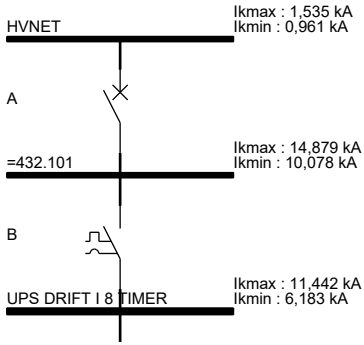 Ikmax : 1,535 kA
HVNET Ikmin : 0,961 kA
A
Ikmax : 14,879 kA
=432.101 Ikmin : 10,078 kA
B
Ikmax : 11,442 kA
UPS DRIFT I 8 TIMER Ikmin : 6,183 kA